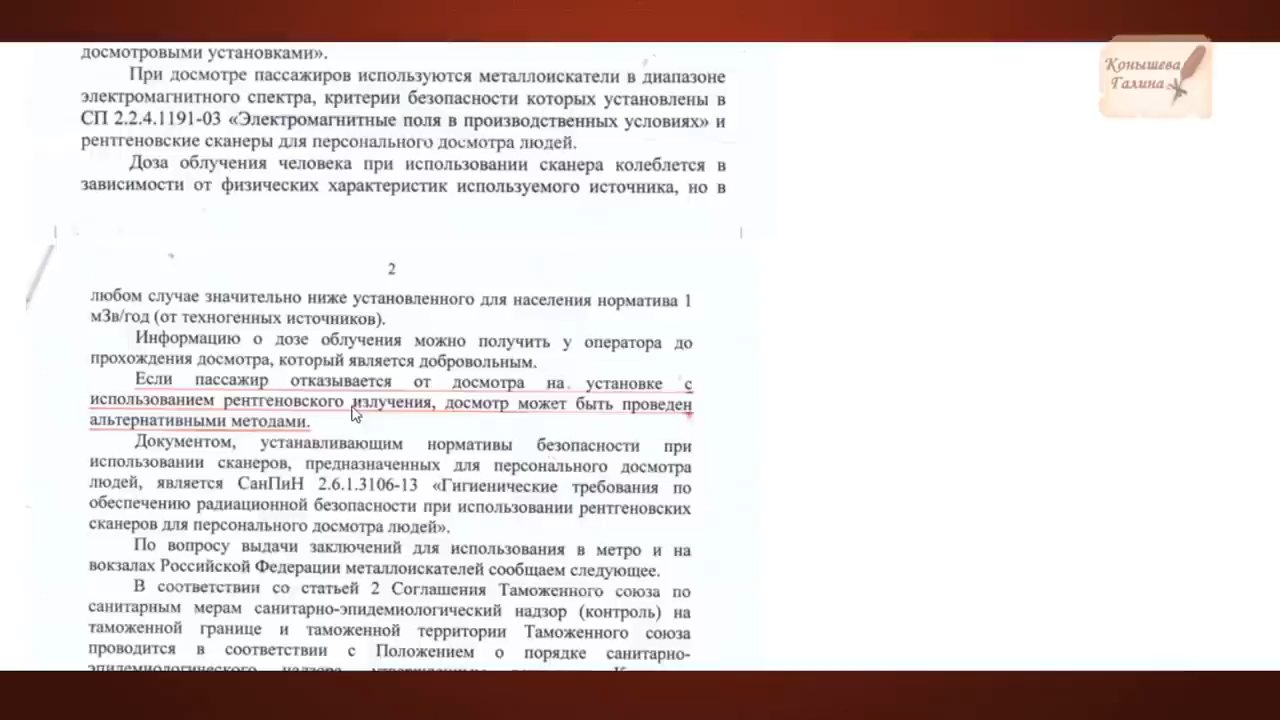 досмотровыми установками».
При досмотре пассажиров используются металлоискатели в диапазоне
электромагнитного спектра, критерии безопасности которых установлены в
СП 2.2.4.1191-03 «Электромагнитные поля в производственных условиях» и
рентгеновские сканеры для персонального досмотра людей.
Доза облучения человека при использовании сканера колеблется в
зависимости от физических характеристик используемого источника, но в
2
любом случае значительно ниже установленного для населения норматива 1
мЗв/год (от техногенных источников).
Информацию о дозе облучения можно получить у оператора до
прохождения досмотра, который является добровольным.
Если пассажир отказывается от досмотра на установке с
использованием рентгеновского излучения, досмотр может быть проведен
альтернативными методами.
Документом, устанавливающим нормативы безопасности при
использовании сканеров, предназначенных для персонального досмотра
людей, является СанПиН 2.6.1.3106-13 «Гигиенические требования по
обеспечению радиационной безопасности при использовании рентгеновских
сканеров для персонального досмотра людей».
По вопросу выдачи заключений для использования в метро и на
вокзалах Российской Федерации металлоискателей сообщаем следующее.
В соответствии со статьей 2 Соглашения Таможенного союза по
санитарным мерам санитарно-эпидемиологический надзор (контроль) на
таможенной границе и таможенной территории Таможенного союза
проводится в соответствии с Положением о порядке санитарно-
эпидемиологического надзора
Конышева
Галина